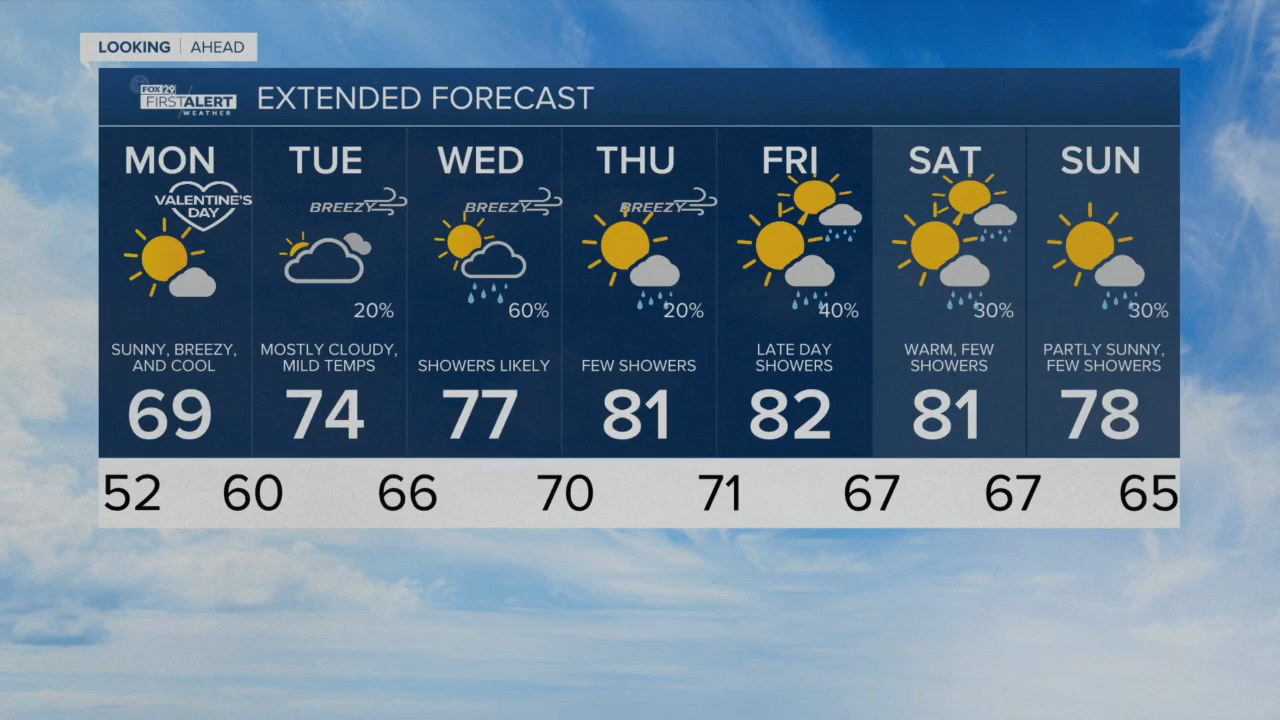 LOOKING | AHEAD
FOX 29
FIRST/ALERT
WEATHER
EXTENDED FORECAST
MON
TUE
WED
THU
FRI
SAT
SUN
VALENTINE'S
DAY
BREEZY
BREEZY
BREEZY
20%
60%
20%
40%
30%
30%
SUNNY, BREEZY,
AND COOL
MOSTLY CLOUDY,
MILD TEMPS
SHOWERS LIKELY
FEW SHOWERS
LATE DAY
SHOWERS
WARM, FEW
SHOWERS
PARTLY SUNNY,
FEW SHOWERS
69
74
77
81
82
81
78
52
60
66
70
71
67
67
65